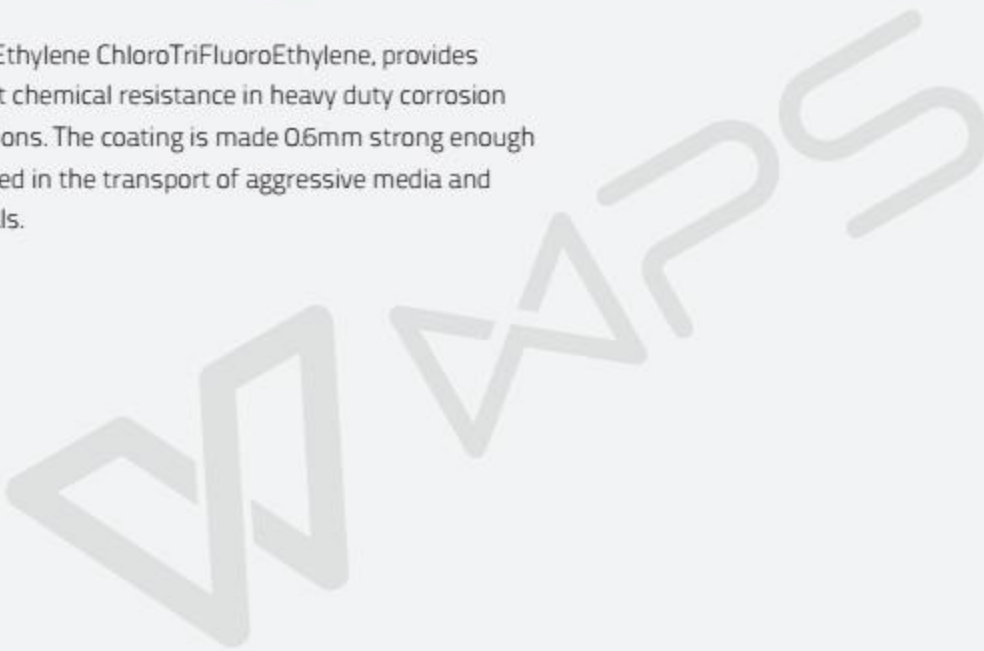 Ethylene ChloroTriFluoroEthylene, provides
t chemical resistance in heavy duty corrosion
ons. The coating is made 0.6mm strong enough
ed in the transport of aggressive media and
ls.
WPS